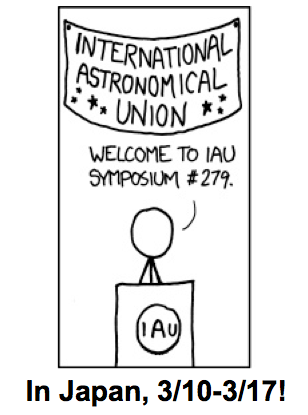 INTERNATIONAL
ASTRONOMICAL
UNION
WELCOME TO IAU
SYMPOSIUM #279.
IAU
In Japan, 3/10-3/17!